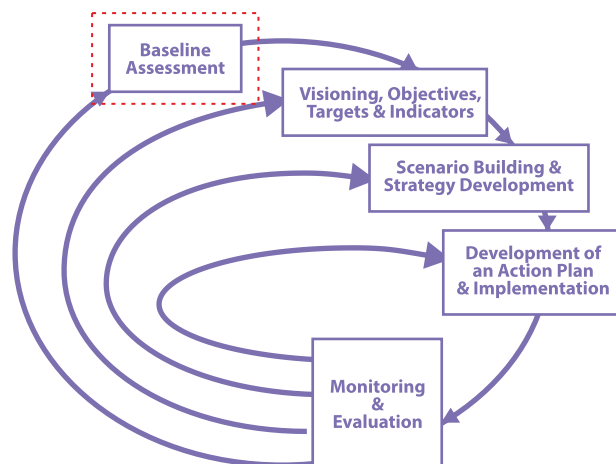 Baseline
Assessment
Visioning, Objectives,
Targets & Indicators
Scenario Building &
Strategy Development
Development of
an Action Plan
& Implementation
Monitoring
&
Evaluation